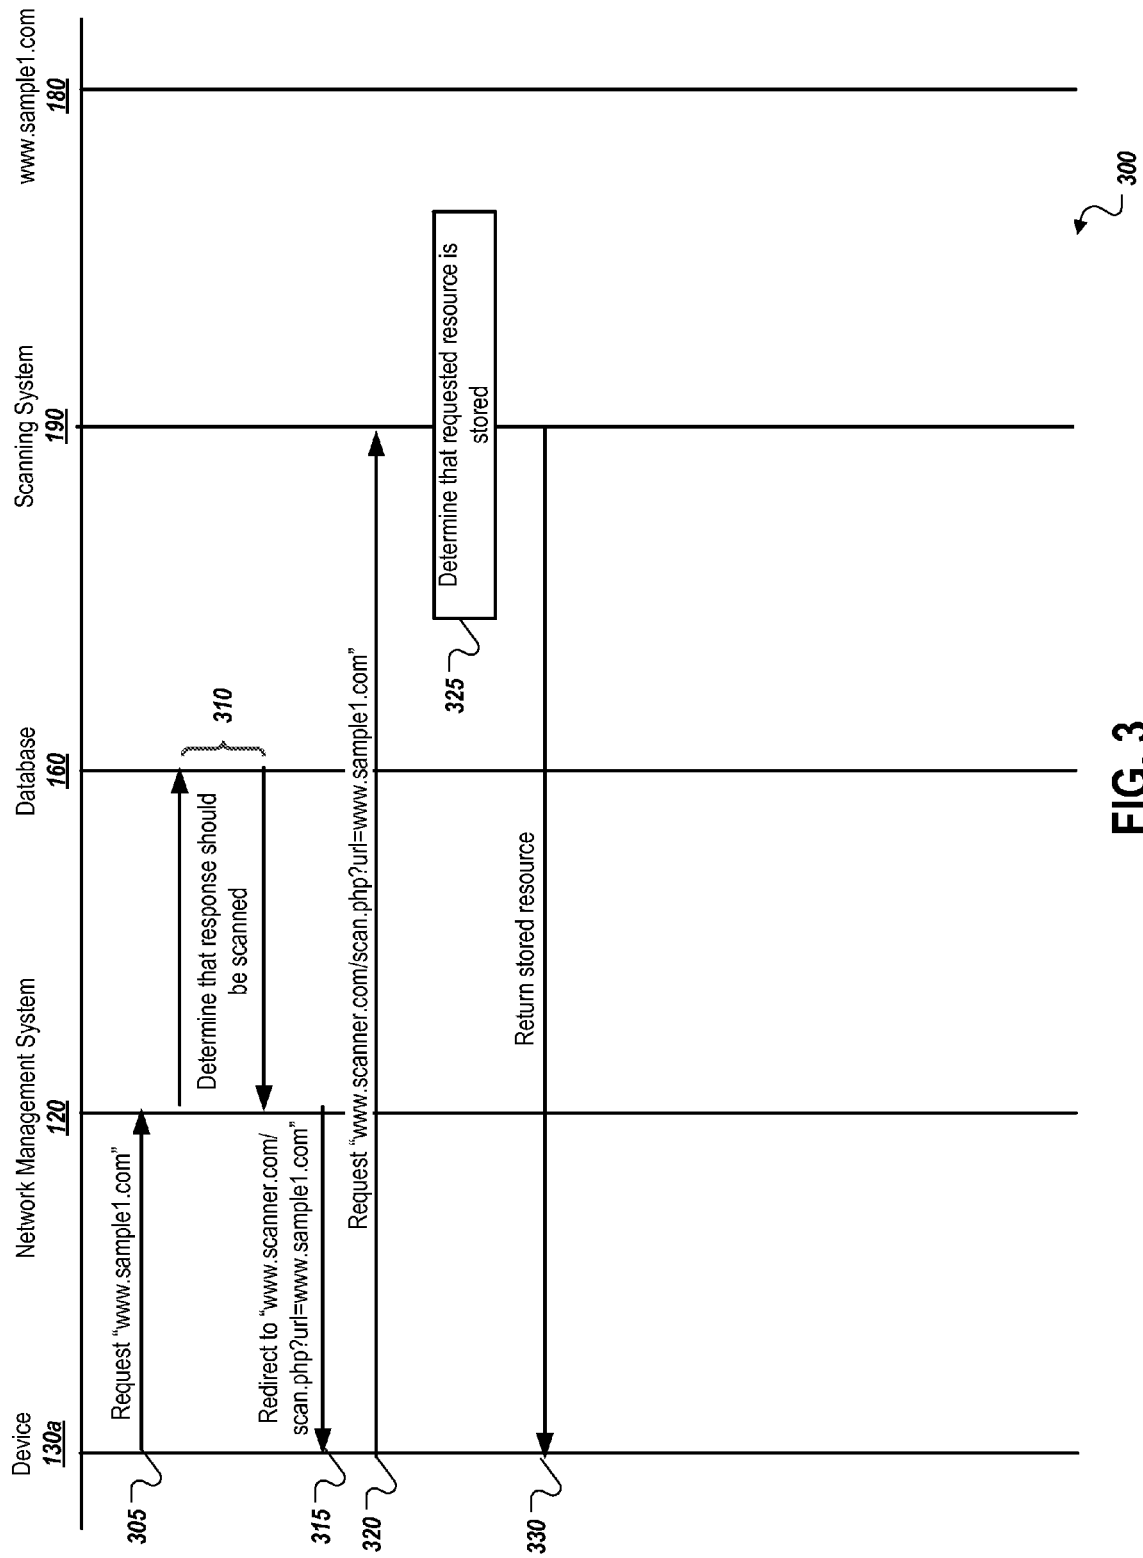 Device
130a
Network Management System
120
Database
160
Scanning System
190
www.sample1.com
180
305
Request “www.sample1.com”
Determine that response should
be scanned
310
315
Redirect to “www.scanner.com/
scan.php?url=www.sample1.com”
320
Request “www.scanner.com/scan.php?url=www.sample1.com”
325
Determine that requested resource is
stored
330
Return stored resource
300
FIG. 3